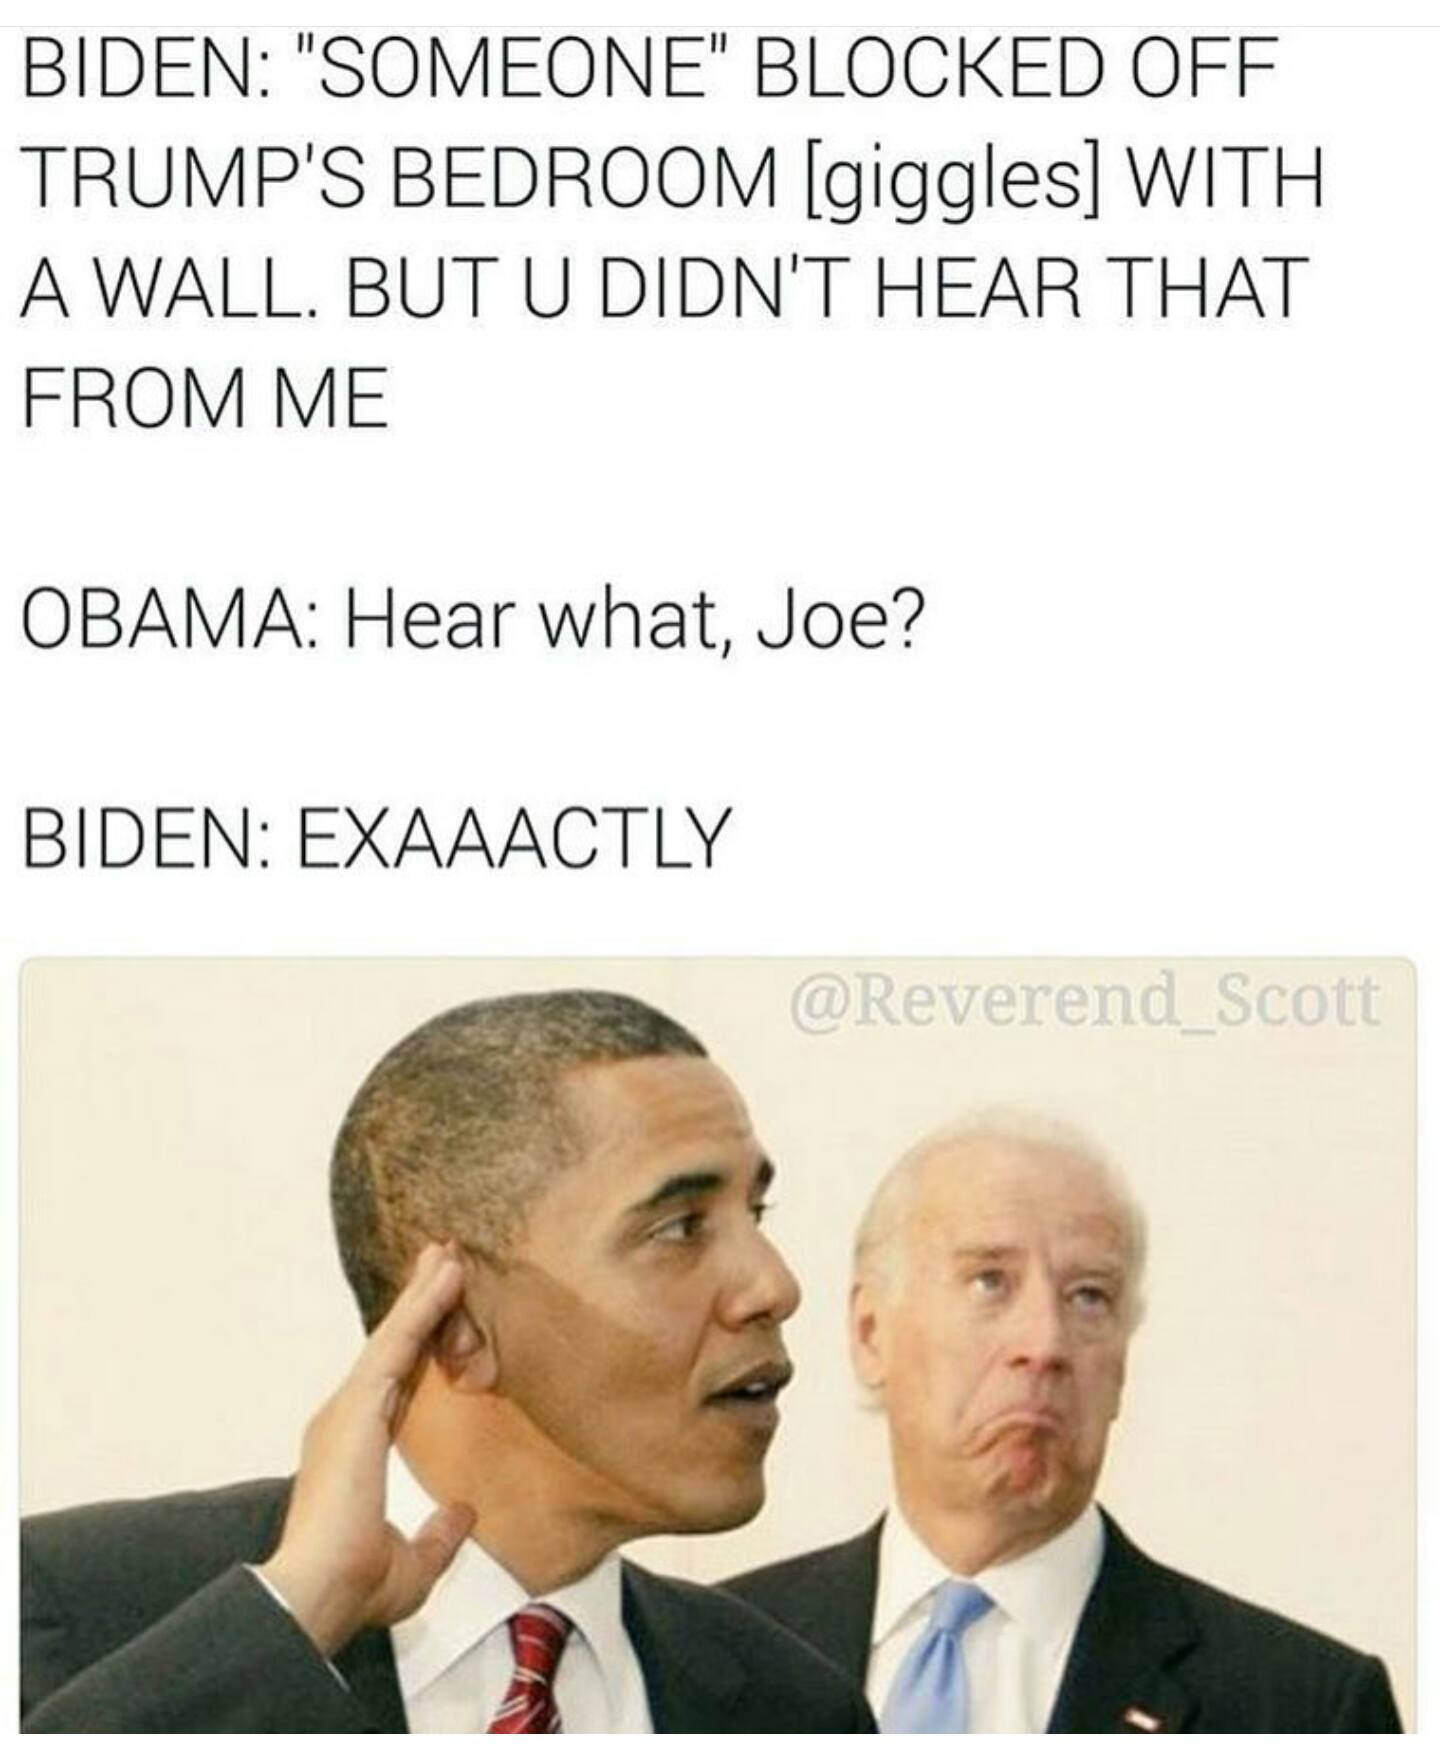 BIDEN: "SOMEONE" BLOCKED OFF
TRUMP'S BEDROOM [giggles] WITH
A WALL. BUT U DIDN'T HEAR THAT
FROM ME
OBAMA: Hear what, Joe?
BIDEN: EXAAACTLY
@Reverend_Scott